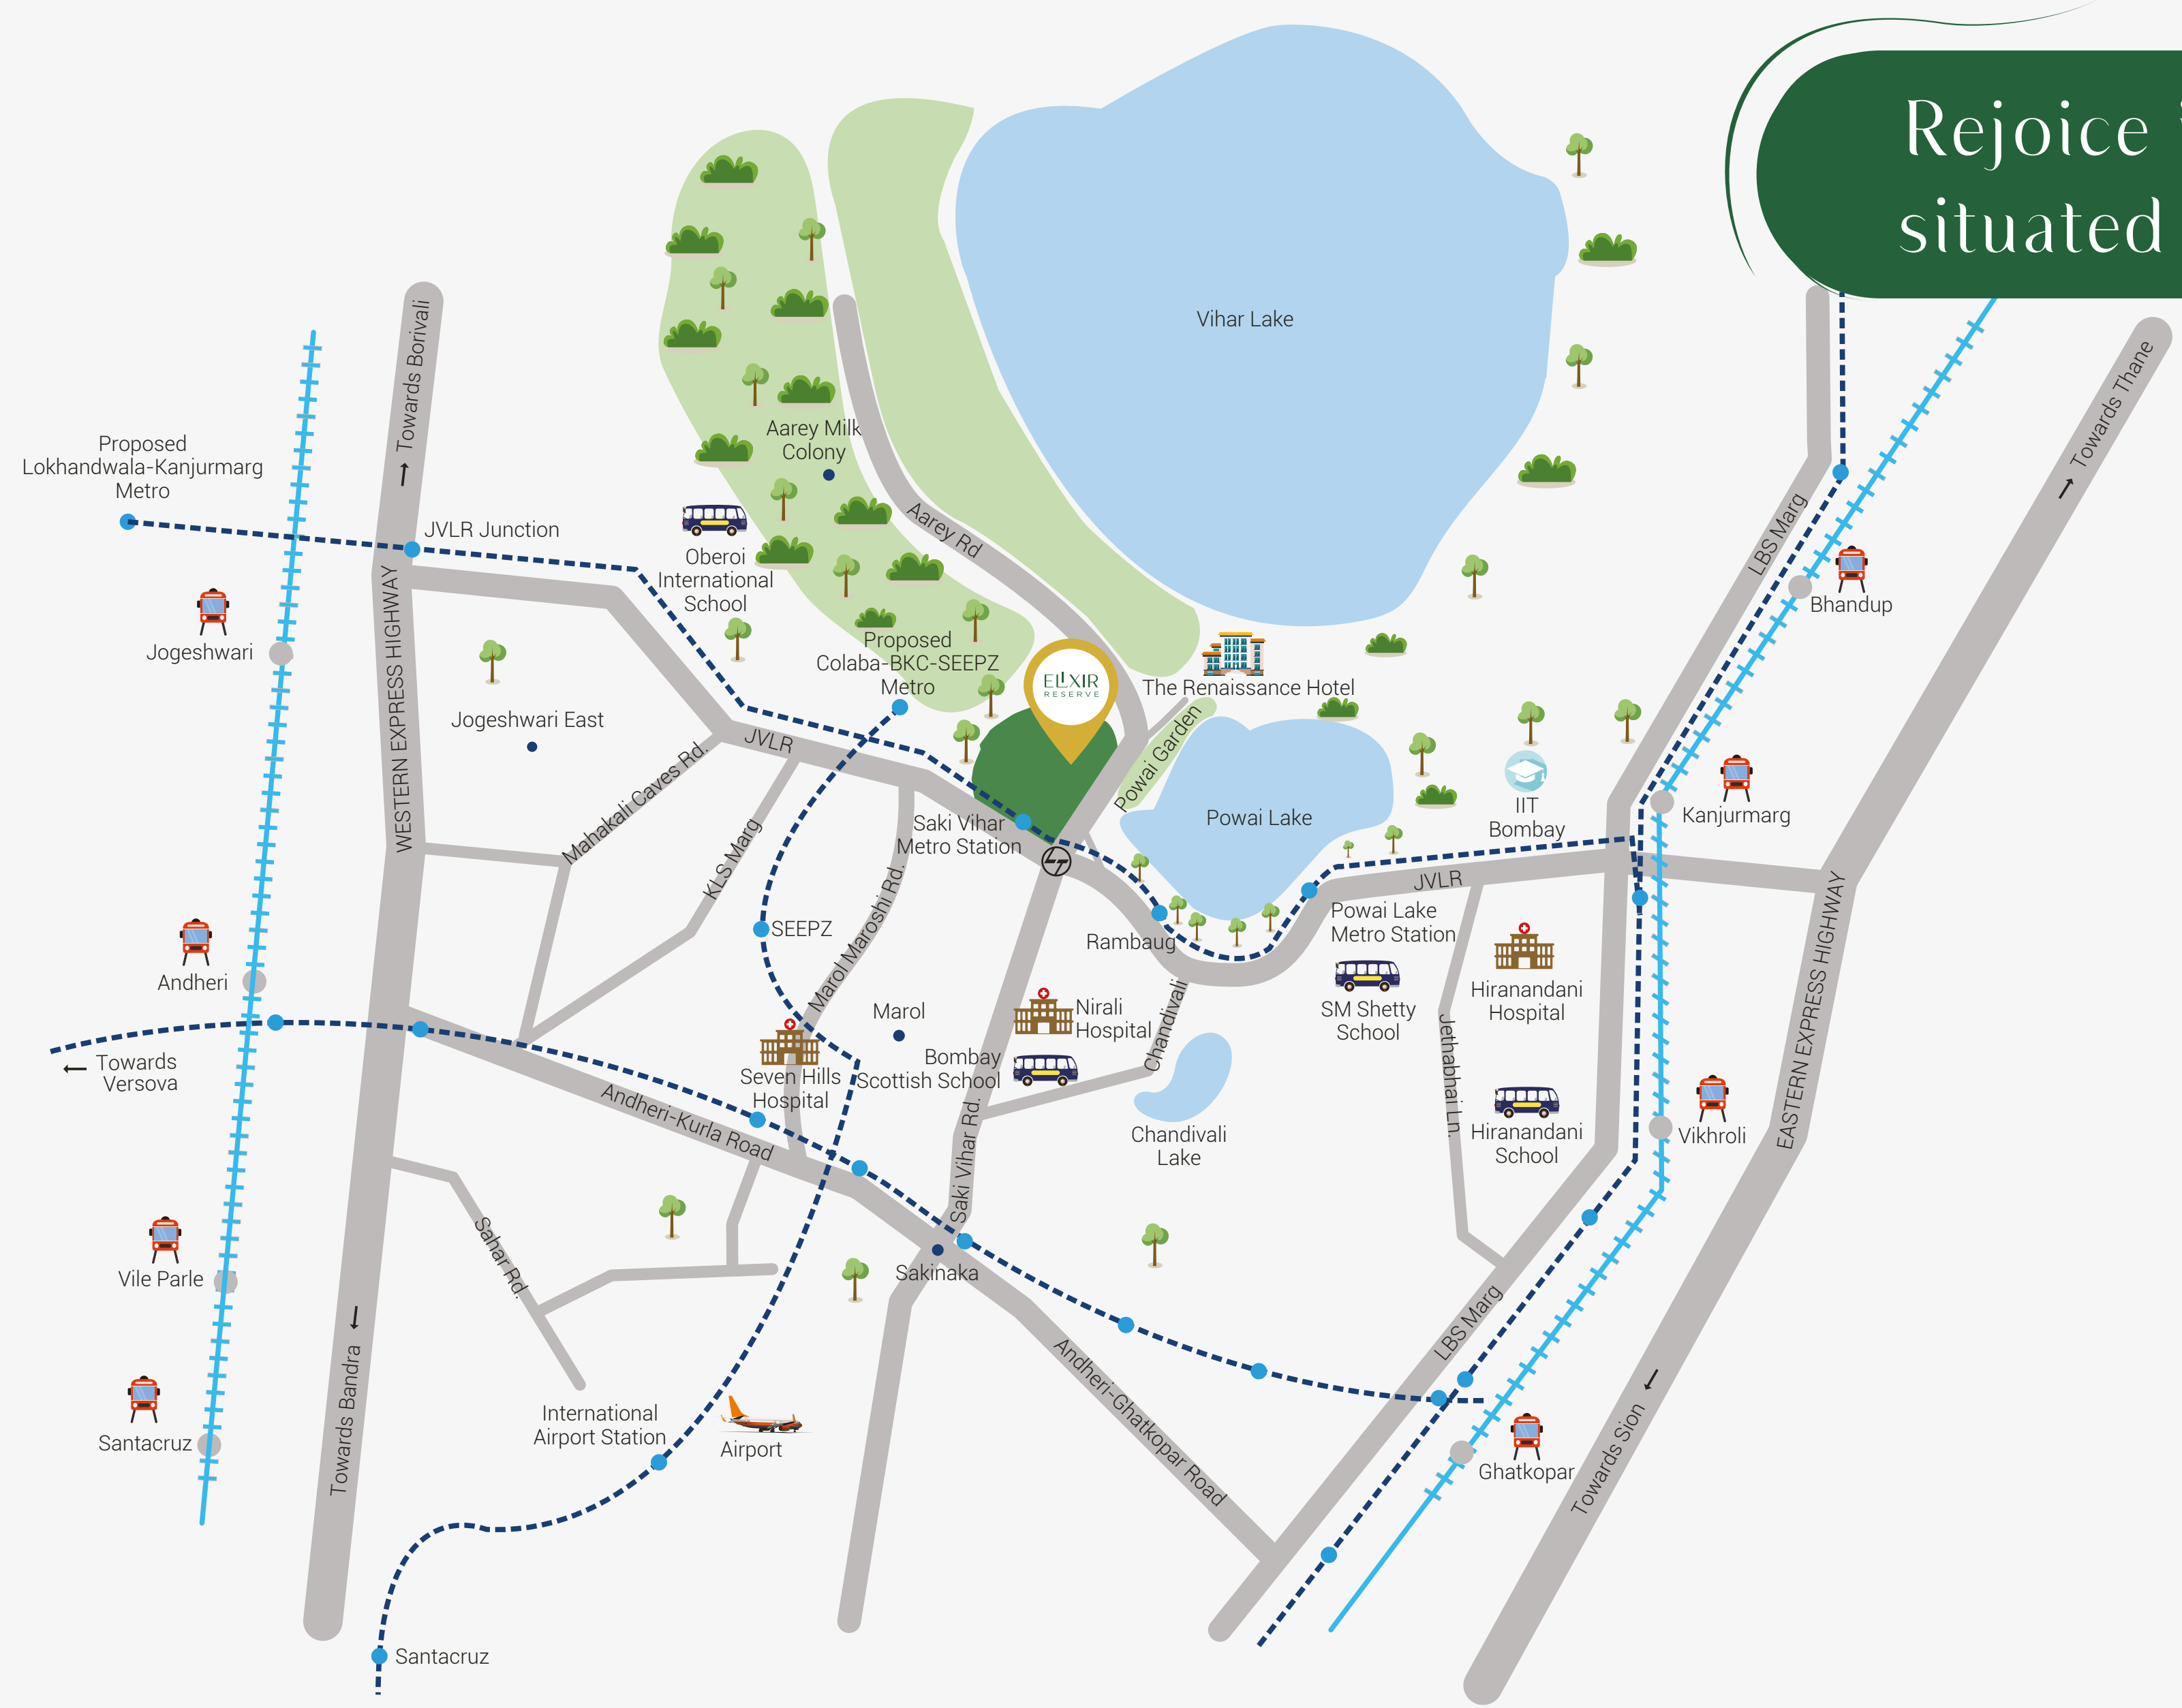 Rejoice
situated
Vihar Lake
Towards Borivali
Towards Thane
Proposed
Lokhandwala-Kanjurmarg
Metro
JVLR Junction
Aarey Milk
Colony
Aarey Rd
Oberoi
International
School
LBS Marg
Bhandup
Jogeshwari
WESTERN EXPRESS HIGHWAY
Proposed
Colaba-BKC-SEEPZ
Metro
ELIXIR
RESERVE
The Renaissance Hotel
Jogeshwari East
JVLR
Powai Garden
Mahakali Caves Rd.
KLS Marg
Saki Vihar
Metro Station
Powai Lake
IIT
Bombay
Kanjurmarg
JVLR
Marol Maroshi Rd.
SEEPZ
Rambaug
Powai Lake
Metro Station
EASTERN EXPRESS HIGHWAY
Andheri
Towards
Versova
Marol
Nirali
Hospital
Chandivali
SM Shetty
School
Hiranandani
Hospital
Jethabhai Ln.
Seven Hills
Hospital
Bombay
Scottish School
Andheri-Kurla Road
Saki Vihar Rd.
Chandivali
Lake
Hiranandani
School
Vikhroli
Sahar Rd.
Vile Parle
Sakinaka
Towards Bandra
LBS Marg
Andheri-Ghatkopar Road
International
Airport Station
Airport
Santacruz
Ghatkopar
Towards Sion
Santacruz